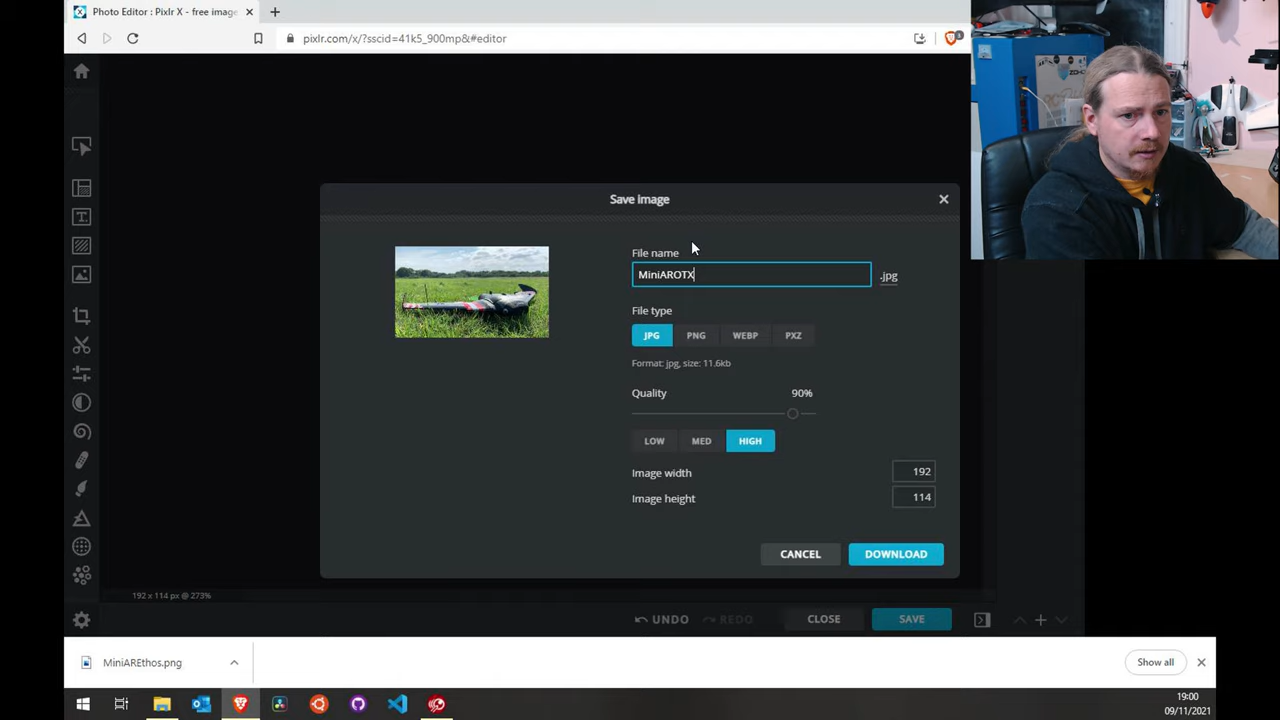 Photo Editor : Pixlr X - free image
pixlr.com/x/?sscid=41k5_900mp&#editor
Save image
File name
MiniAROTX
.jpg
File type
JPG PNG WEBP PXZ
Format: jpg, size: 11.6kb
Quality 90%
LOW MED HIGH
Image width 192
Image height 114
CANCEL DOWNLOAD
192 x 114 px @ 273%
UNDO REDO CLOSE SAVE
MiniAREthos.png
Show all
19:00
09/11/2021